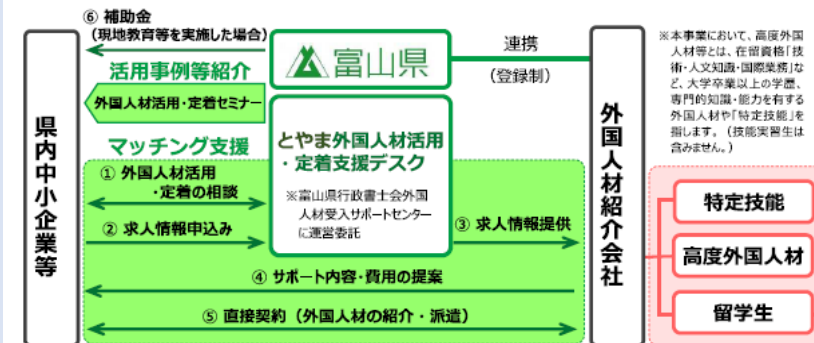 ⑥ 補助金
(現地教育等を実施した場合)
活用事例等紹介
外国人材活用・定着セミナー
マッチング支援
① 外国人材活用
・定着の相談
② 求人情報申込み
県内中小企業等
富山県
とやま外国人材活用
・定着支援デスク
※富山県行政書士会外国
人材受入サポートセンター
に運営委託
連携
(登録制)
③ 求人情報提供
④ サポート内容・費用の提案
⑤ 直接契約（外国人材の紹介・派遣）
外国人材紹介会社
※本事業において、高度外国
人材等とは、在留資格「技
術・人文知識・国際業務」な
ど、大学卒業以上の学歴、
専門的知識・能力を有する
外国人材や「特定技能」を
指します。（技能実習生は
含みません。）
特定技能
高度外国人材
留学生